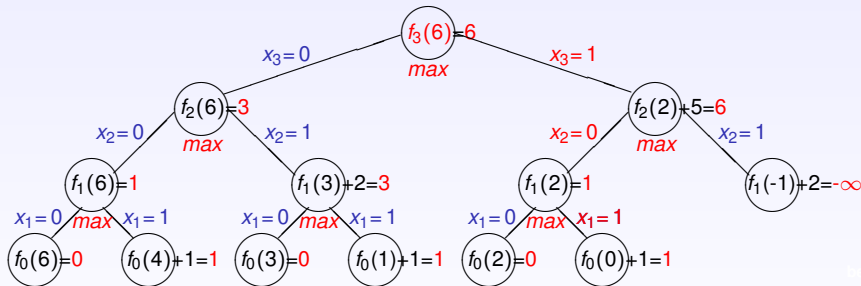 f₃(6)=6
x₃= 0
max
x₃= 1
f₂(6)=3
f₂(2)+5=6
x₂= 0
max
x₂= 1
x₂= 0
max
x₂= 1
f₁(6)=1
f₁(3)+2=3
f₁(2)=1
f₁(-1)+2=-∞
x₁= 0
max
x₁= 1
x₁= 0
max
x₁= 1
x₁= 0
max
x₁= 1
f₀(6)=0
f₀(4)+1=1
f₀(3)=0
f₀(1)+1=1
f₀(2)=0
f₀(0)+1=1